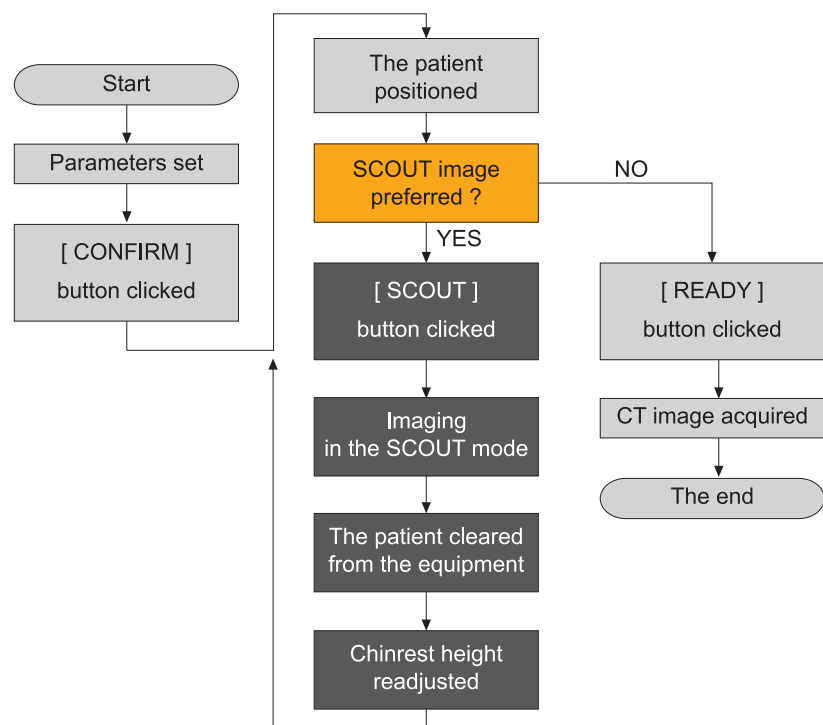 Start
Parameters set
[ CONFIRM ]
button clicked
The patient
positioned
SCOUT image
preferred ?
NO
YES
[ SCOUT ]
button clicked
Imaging
in the SCOUT mode
The patient cleared
from the equipment
Chinrest height
readjusted
[ READY ]
button clicked
CT image acquired
The end